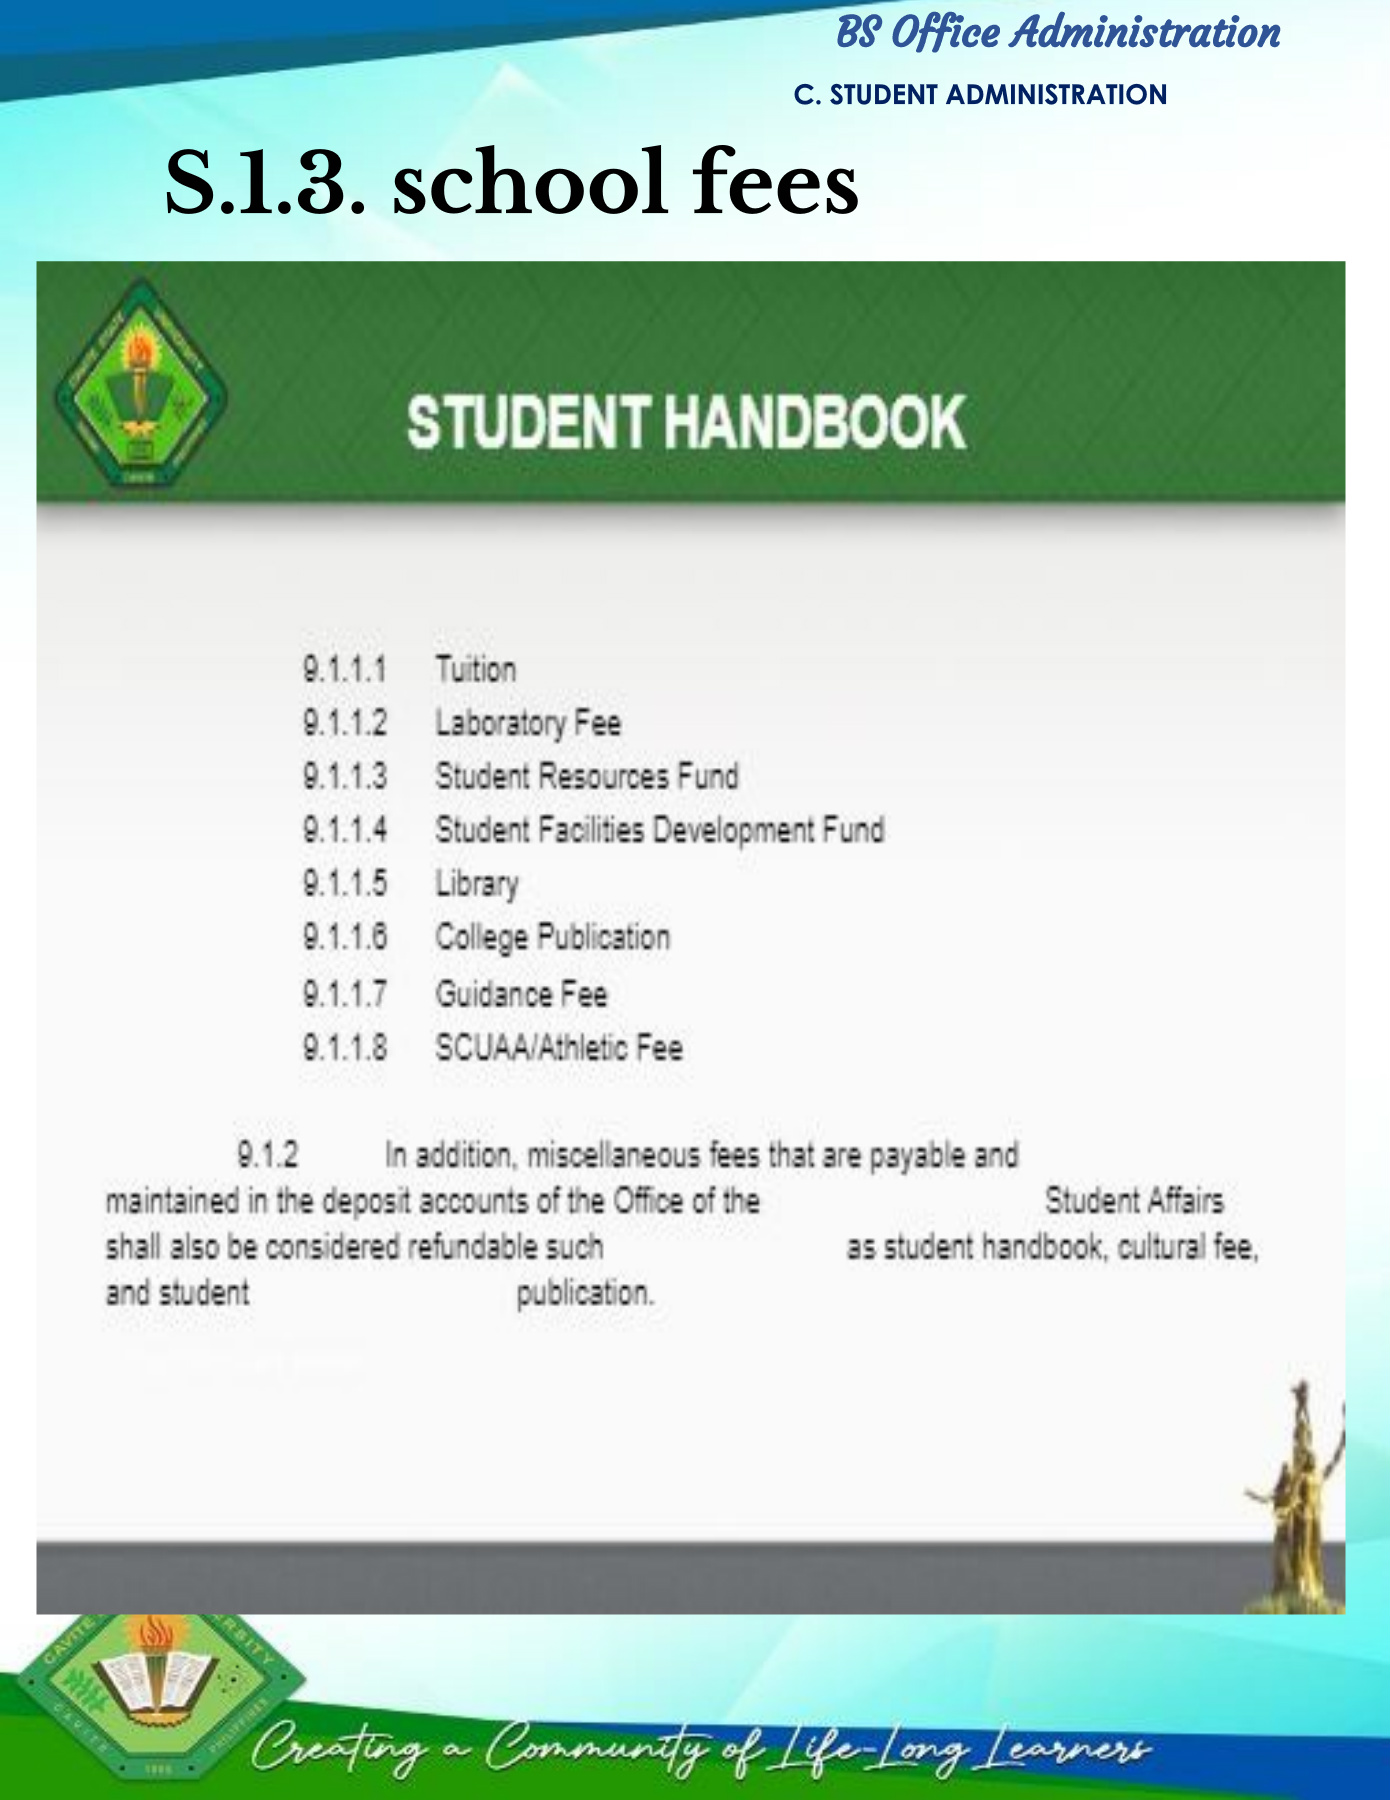 BS Office Administration
C. STUDENT ADMINISTRATION
S.1.3. school fees
STUDENT HANDBOOK
9.1.1.1 Tuition
9.1.1.2 Laboratory Fee
9.1.1.3 Student Resources Fund
9.1.1.4 Student Facilities Development Fund
9.1.1.5 Library
9.1.1.6 College Publication
9.1.1.7 Guidance Fee
9.1.1.8 SCUAA/Athletic Fee
9.1.2 In addition, miscellaneous fees that are payable and
maintained in the deposit accounts of the Office of the Student Affairs
shall also be considered refundable such as student handbook, cultural fee,
and student publication.
CAVITE
CAVITE
PHILIPPINES
Creating a Community of Life-Long Learners